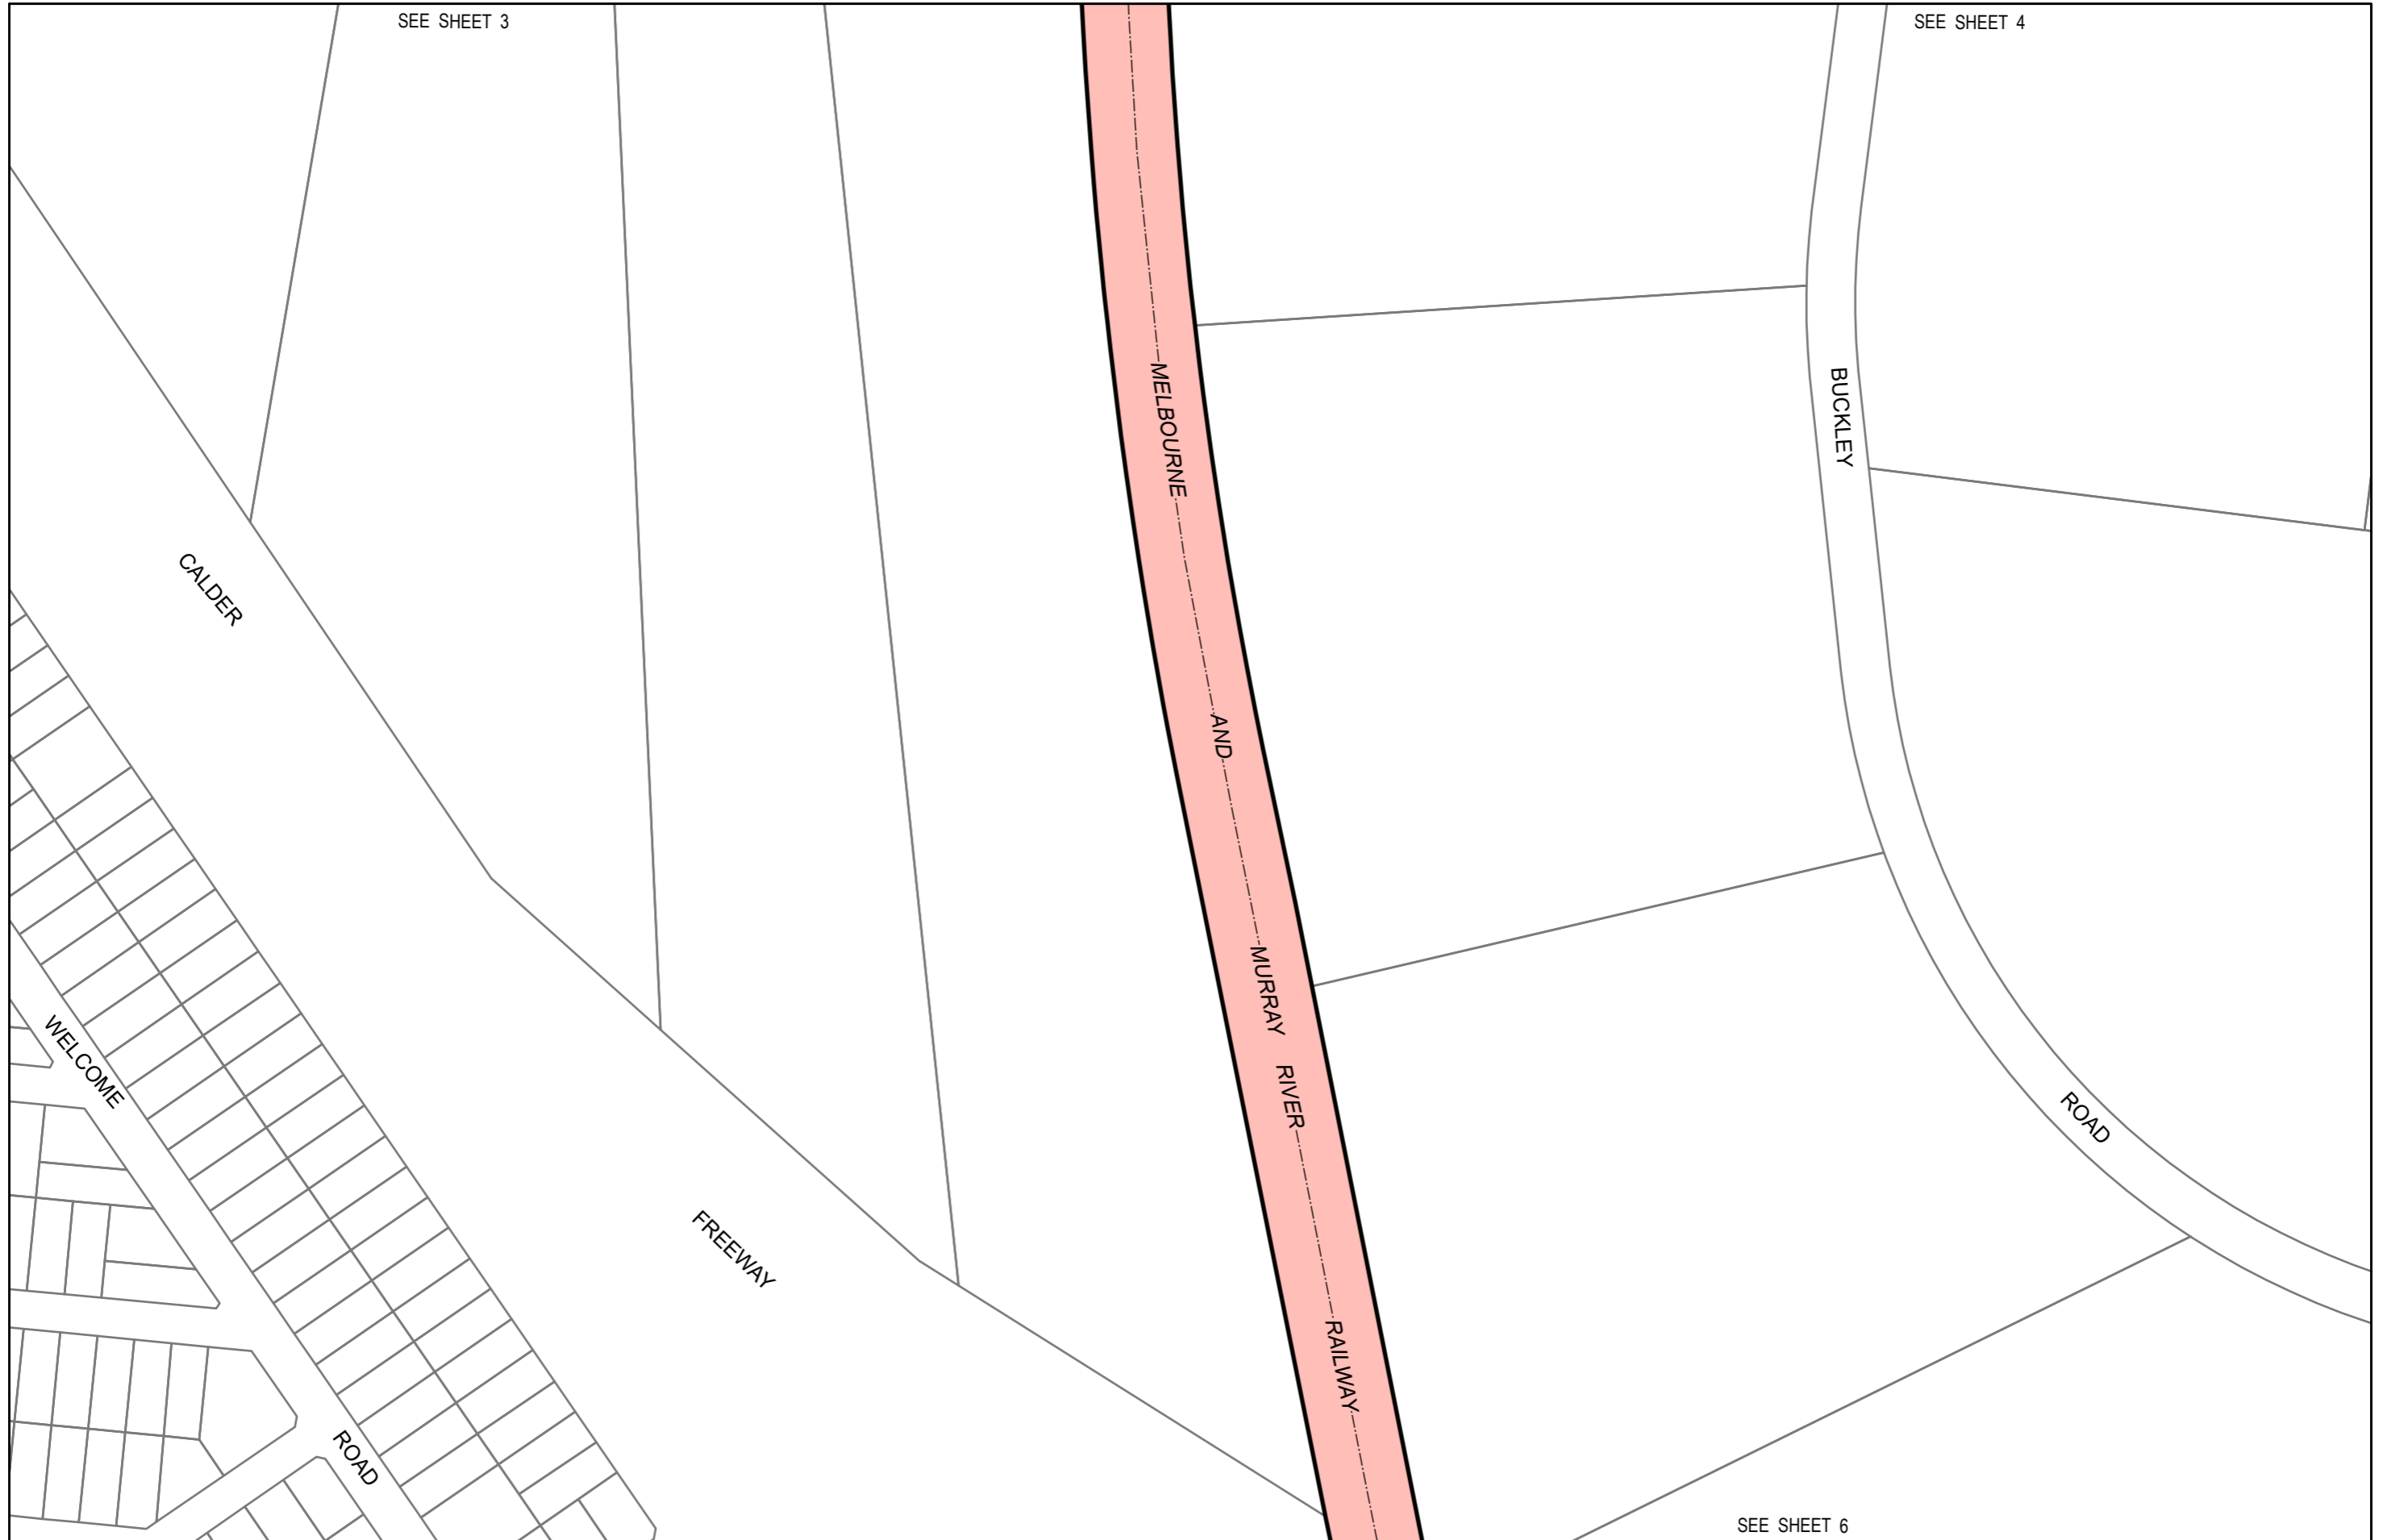 SEE SHEET 3
SEE SHEET 4
MELBOURNE AND MURRAY RIVER RAILWAY
BUCKLEY ROAD
CALDER FREEWAY
WELCOME ROAD
SEE SHEET 6